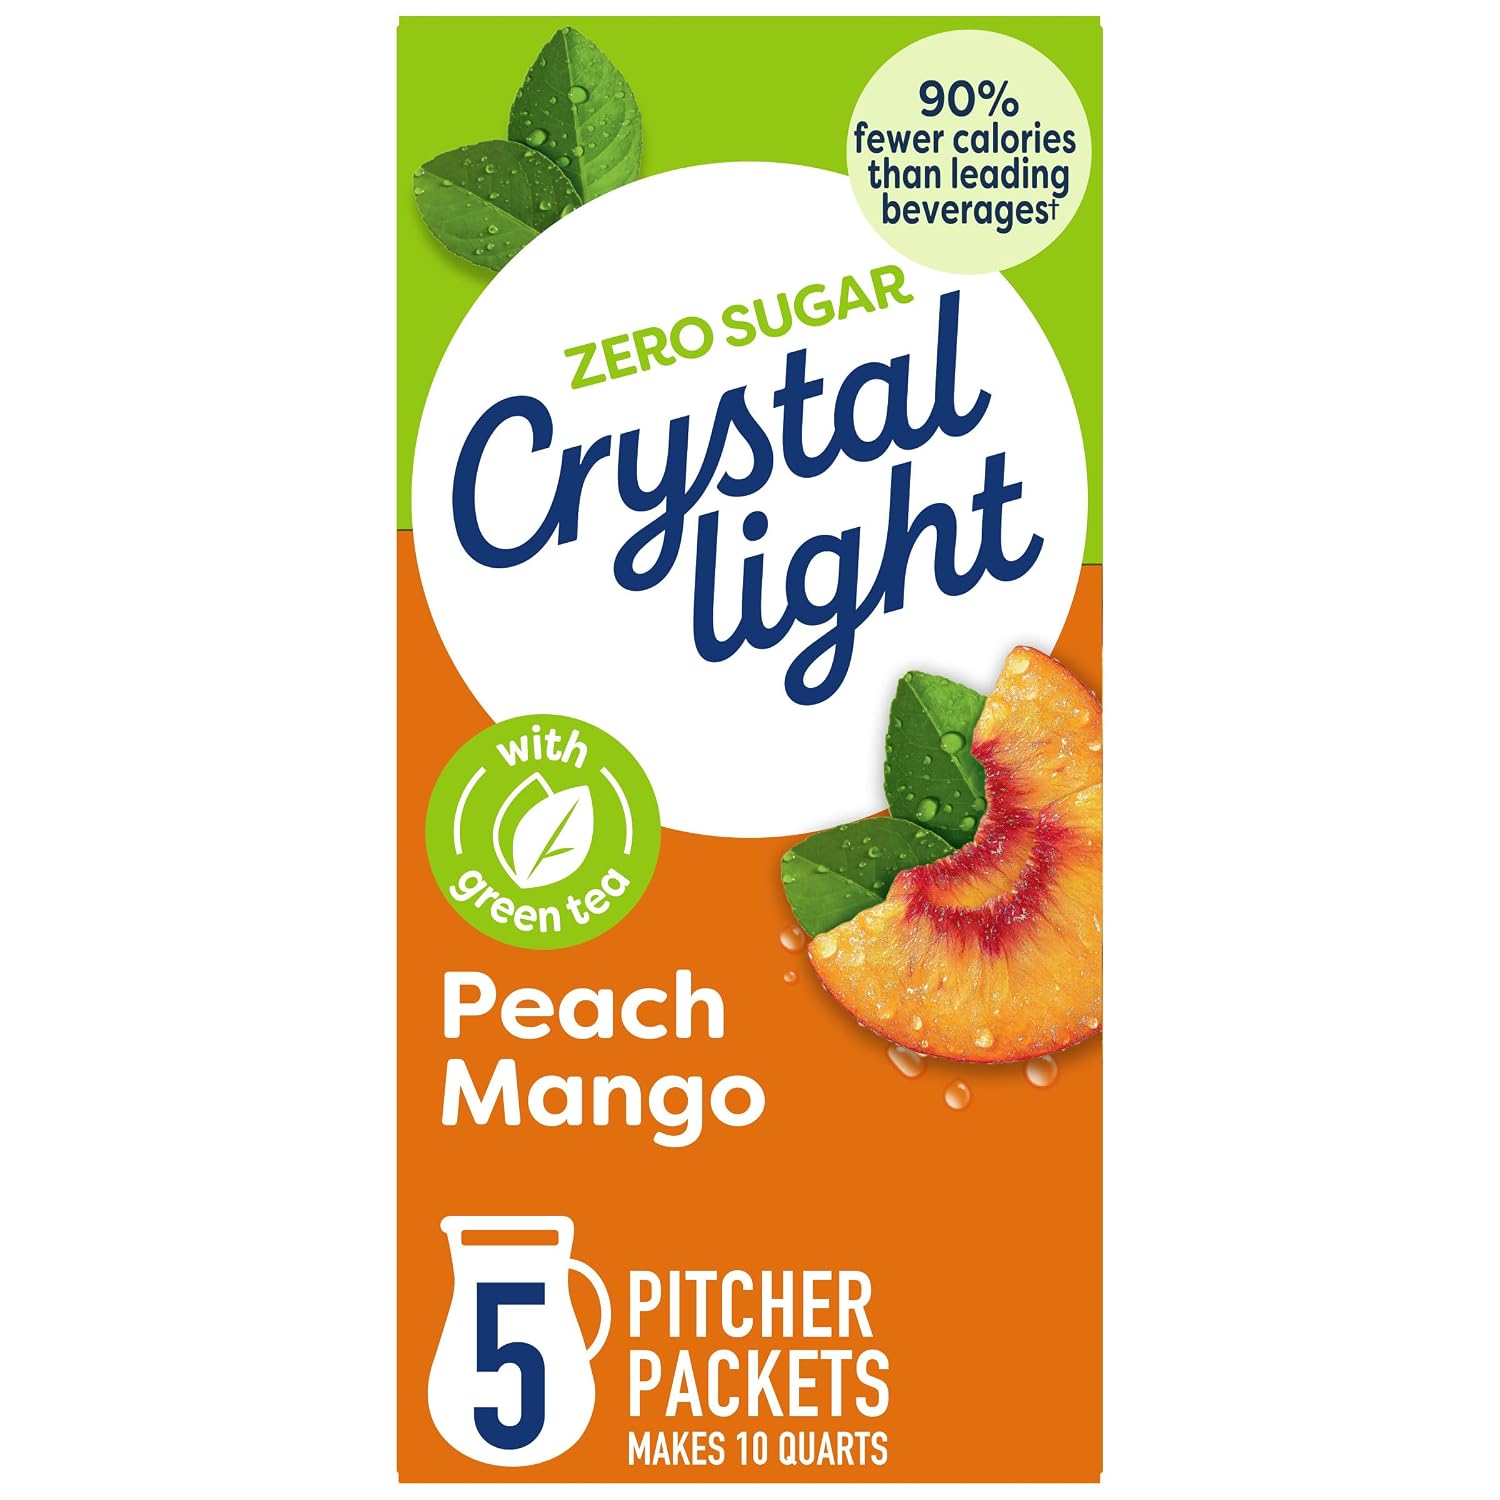 90%
fewer calories
than leading
beverages†
ZERO SUGAR
Crystal
light
with
green tea
Peach
Mango
5
PITCHER
PACKETS
MAKES 10 QUARTS